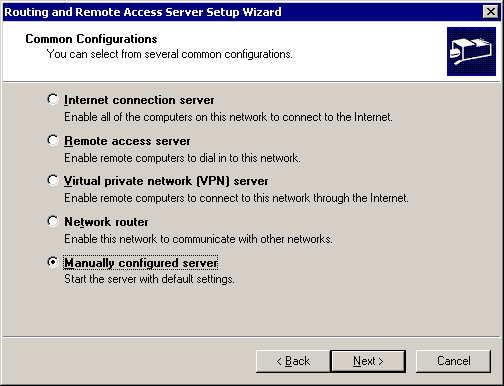 Routing and Remote Access Server Setup Wizard
Common Configurations
You can select from several common configurations.
Internet connection server
Enable all of the computers on this network to connect to the Internet.
Remote access server
Enable remote computers to dial in to this network.
Virtual private network (VPN) server
Enable remote computers to connect to this network through the Internet.
Network router
Enable this network to communicate with other networks.
Manually configured server
Start the server with default settings.
< Back Next > Cancel